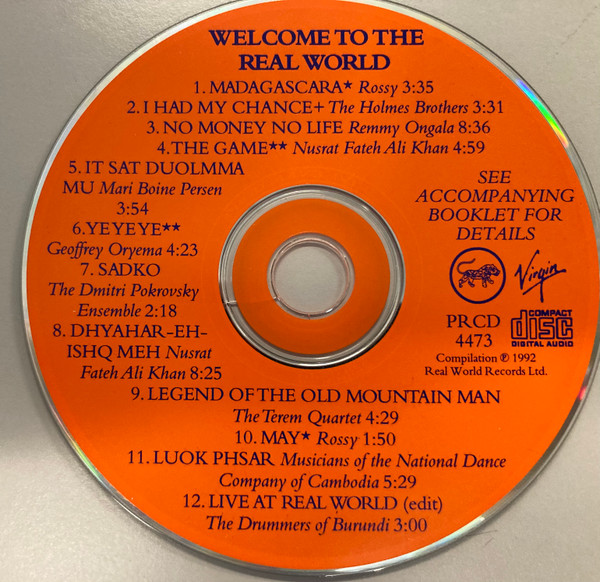 WELCOME TO THE
REAL WORLD
1. MADAGASCARA* Rossy 3:35
2. I HAD MY CHANCE+ The Holmes Brothers 3:31
3. NO MONEY NO LIFE Remmy Ongala 8:36
4. THE GAME** Nusrat Fateh Ali Khan 4:59
5. IT SAT DUOLMMA
MU Mari Boine Persen
3:54
6. YE YE YE**
Geoffrey Oryema 4:23
7. SADKO
The Dmitri Pokrovsky
Ensemble 2:18
8. DHYAHAR-EH-
ISHQ MEH Nusrat
Fateh Ali Khan 8:25
SEE
ACCOMPANYING
BOOKLET FOR
DETAILS
Virgin
PRCD
4473
COMPACT
disc
DIGITAL AUDIO
Compilation ℗ 1992
Real World Records Ltd.
9. LEGEND OF THE OLD MOUNTAIN MAN
The Terem Quartet 4:29
10. MAY* Rossy 1:50
11. LUOK PHSAR Musicians of the National Dance
Company of Cambodia 5:29
12. LIVE AT REAL WORLD (edit)
The Drummers of Burundi 3:00